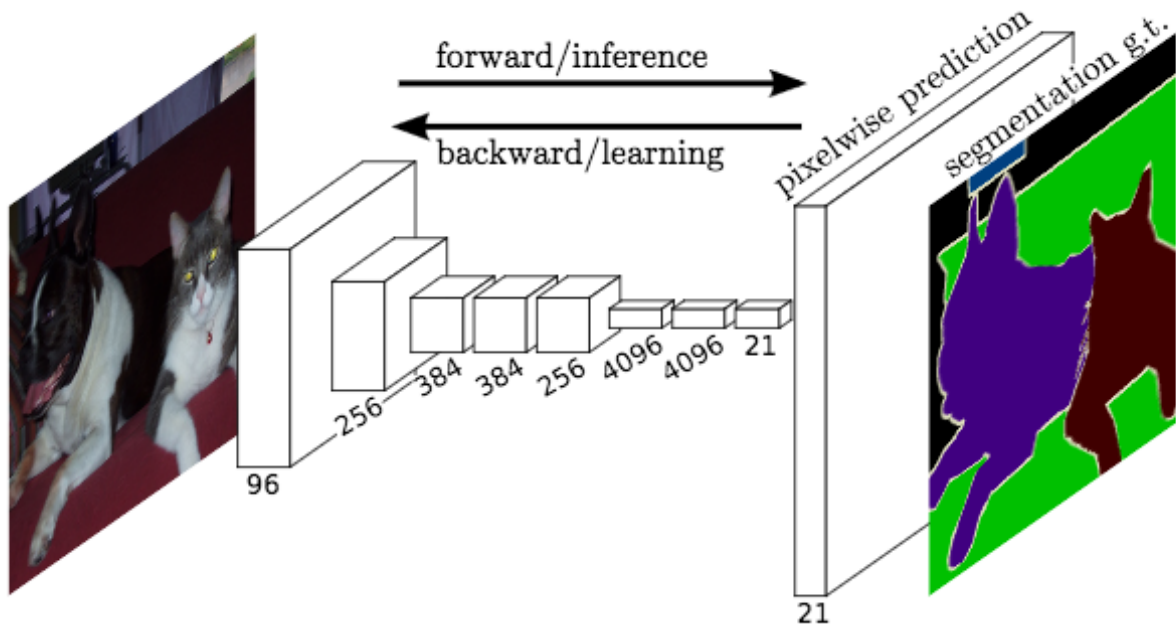 forward/inference
backward/learning
pixelwise prediction
segmentation g.t.
96
256
384
384
256
4096
4096
21
21